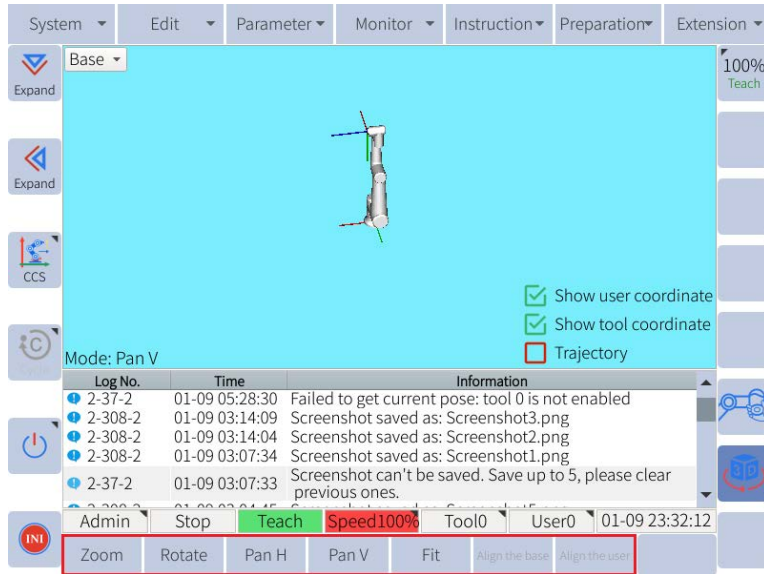 System Edit Parameter Monitor Instruction Preparation Extension
Base
100%
Teach
Expand
Expand
CCS
Show user coordinate
Show tool coordinate
Trajectory
Mode: Pan V
Log No. Time Information
2-37-2 01-09 05:28:30 Failed to get current pose: tool 0 is not enabled
2-308-2 01-09 03:14:09 Screenshot saved as: Screenshot3.png
2-308-2 01-09 03:14:04 Screenshot saved as: Screenshot2.png
2-308-2 01-09 03:07:34 Screenshot saved as: Screenshot1.png
2-37-2 01-09 03:07:33 Screenshot can't be saved. Save up to 5, please clear
previous ones.
Admin Stop Teach Speed100% Tool0 User0 01-09 23:32:12
INI
3D
Zoom Rotate Pan H Pan V Fit Align the base Align the user